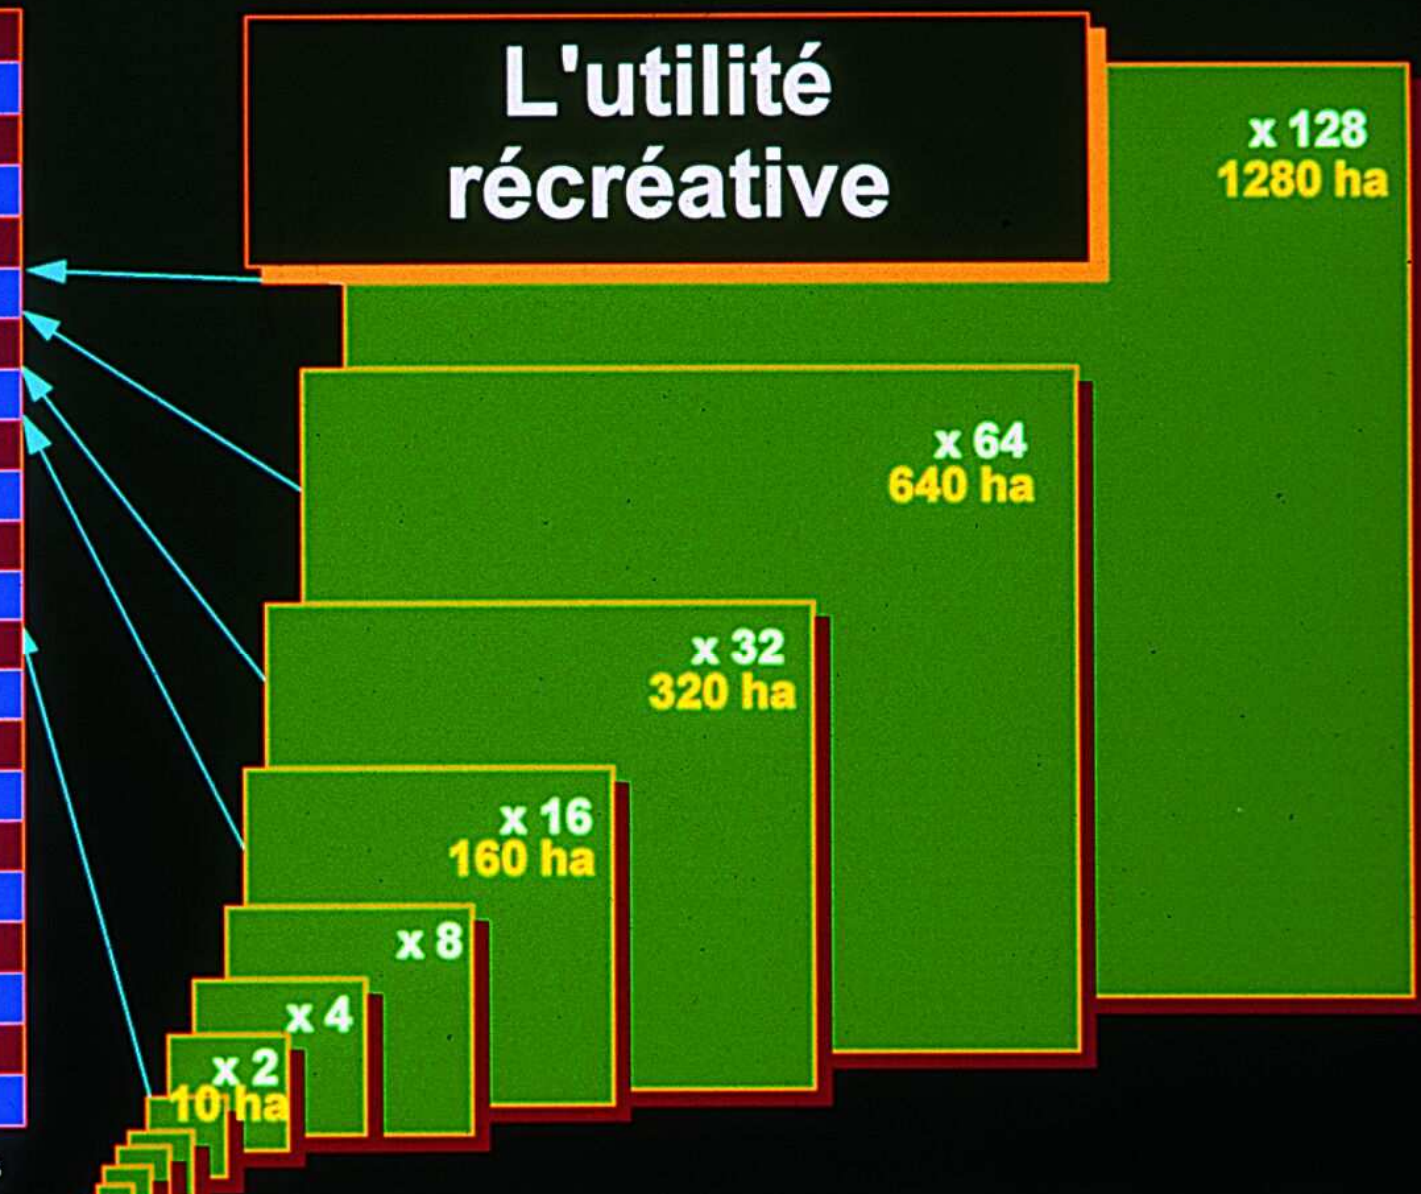 L'utilité
récréative
x 128
1280 ha
x 64
640 ha
x 32
320 ha
x 16
160 ha
x 8
x 4
x 2
10 ha